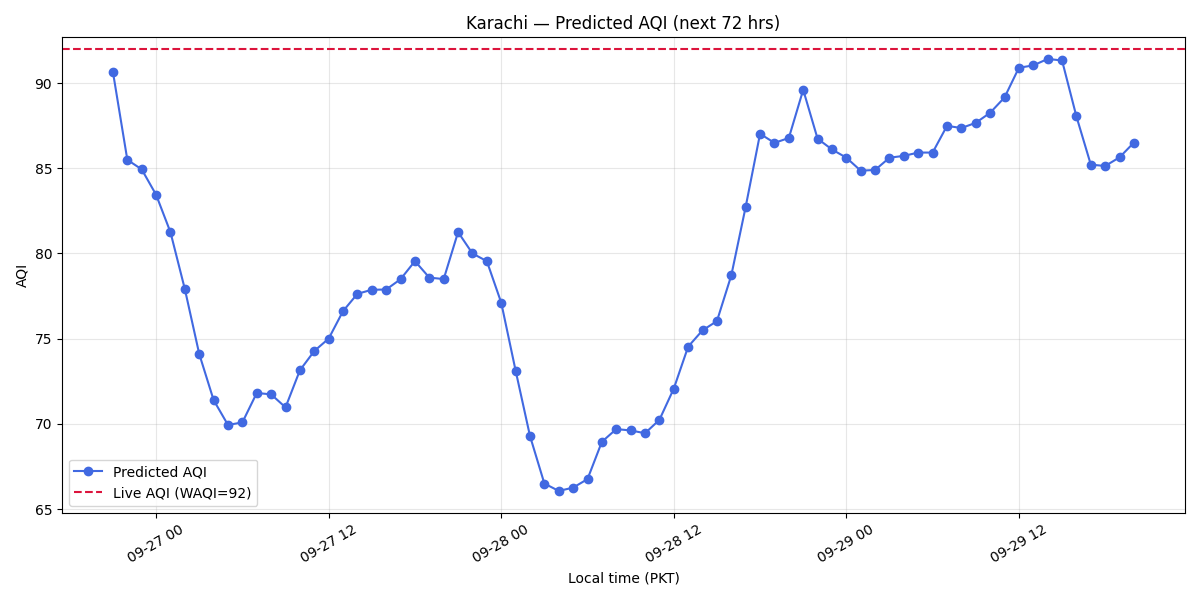 Karachi — Predicted AQI (next 72 hrs)
AQI
90
85
80
75
70
65
Predicted AQI
Live AQI (WAQI=92)
09-27 00
09-27 12
09-28 00
09-28 12
09-29 00
09-29 12
Local time (PKT)